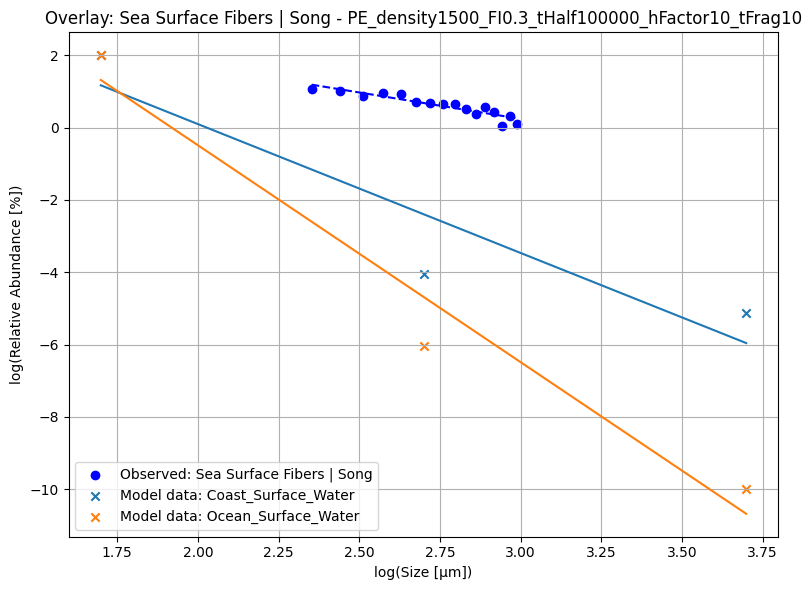 Overlay: Sea Surface Fibers | Song - PE_density1500_FI0.3_tHalf100000_hFactor10_tFrag10
log(Relative Abundance [%])
2
0
−2
−4
−6
−8
−10
Observed: Sea Surface Fibers | Song
Model data: Coast_Surface_Water
Model data: Ocean_Surface_Water
1.75
2.00
2.25
2.50
2.75
3.00
3.25
3.50
3.75
log(Size [μm])